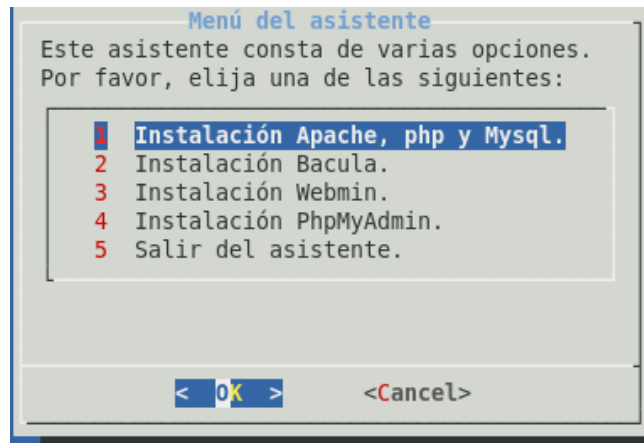 Menú del asistente
Este asistente consta de varias opciones.
Por favor, elija una de las siguientes:
1 Instalación Apache, php y Mysql.
2 Instalación Bacula.
3 Instalación Webmin.
4 Instalación PhpMyAdmin.
5 Salir del asistente.
< OK > <Cancel>